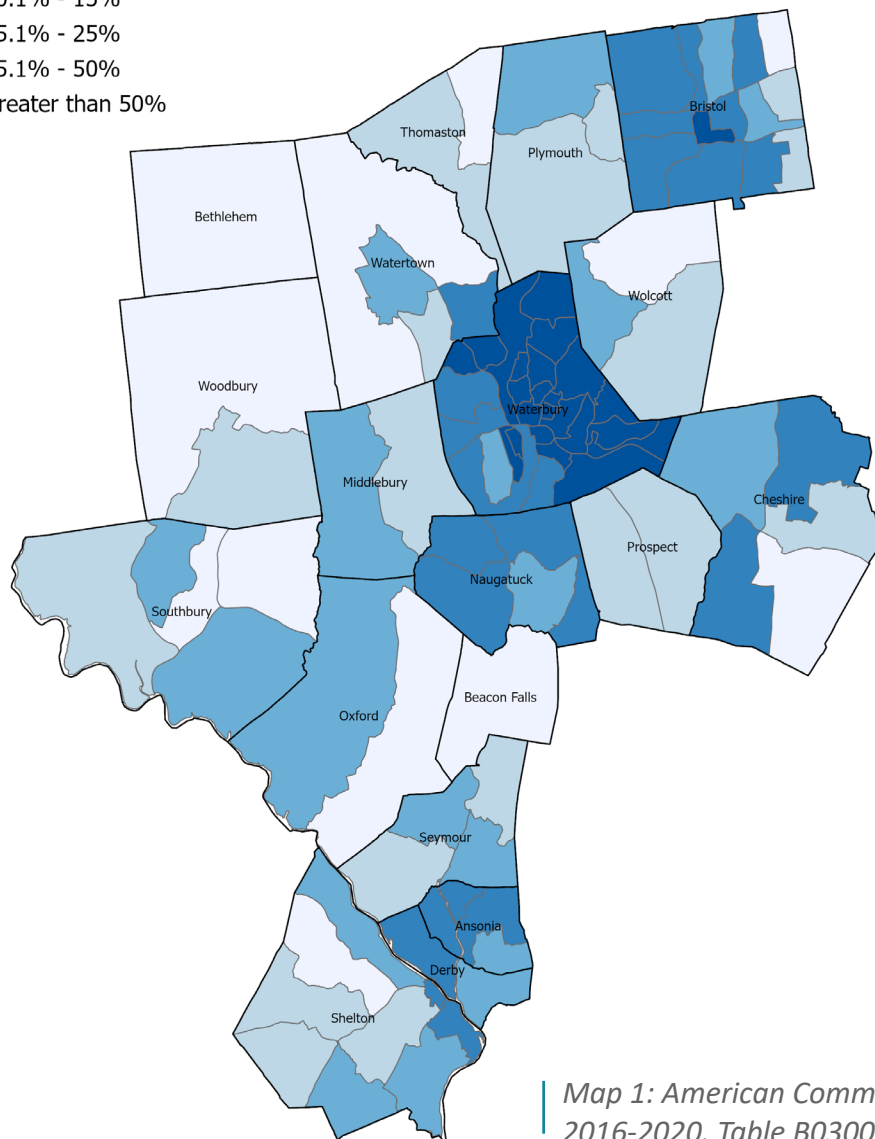 5.1% - 25%
5.1% - 50%
reater than 50%
Bristol
Thomaston
Plymouth
Bethlehem
Watertown
Wolcott
Woodbury
Waterbury
Middlebury
Cheshire
Prospect
Naugatuck
Southbury
Beacon Falls
Oxford
Seymour
Ansonia
Derby
Shelton
Map 1: American Comm
2016-2020, Table B0300